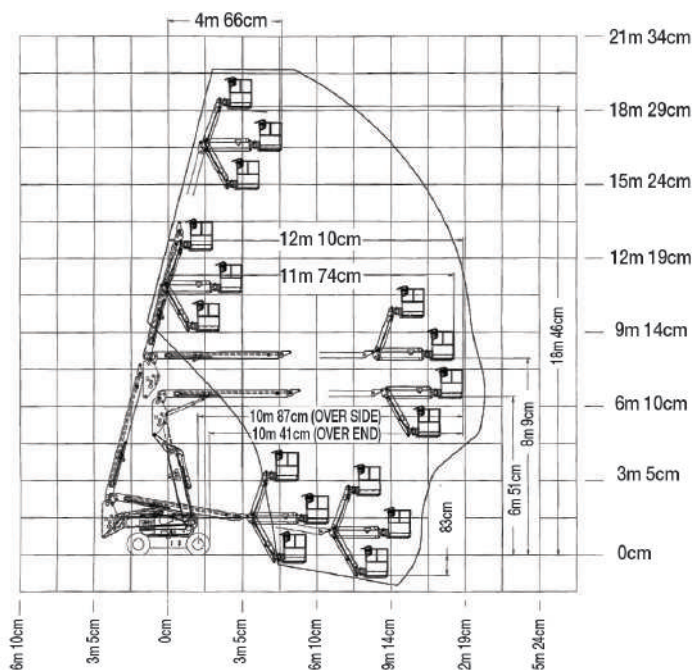 4m 66cm
21m 34cm
18m 29cm
15m 24cm
12m 10cm
12m 19cm
11m 74cm
18m 46cm
9m 14cm
8m 9cm
6m 10cm
10m 87cm (OVER SIDE)
10m 41cm (OVER END)
6m 51cm
3m 5cm
83cm
0cm
6m 10cm
3m 5cm
0cm
3m 5cm
6m 10cm
9m 14cm
2m 19cm
5m 24cm